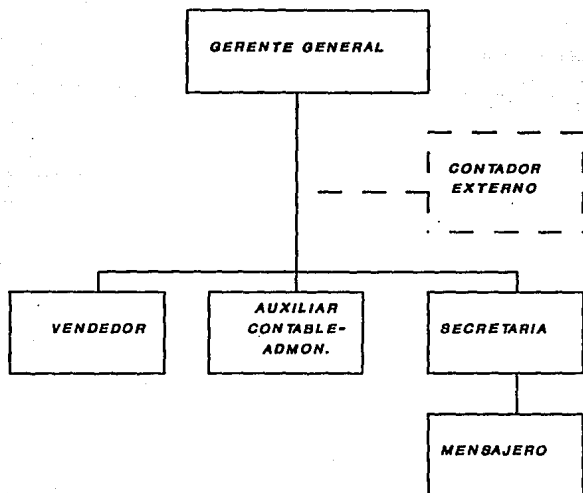 GERENTE GENERAL
CONTADOR
EXTERNO
VENDEDOR
AUXILIAR
CONTABLE-
ADMON.
SECRETARIA
MENSAJERO